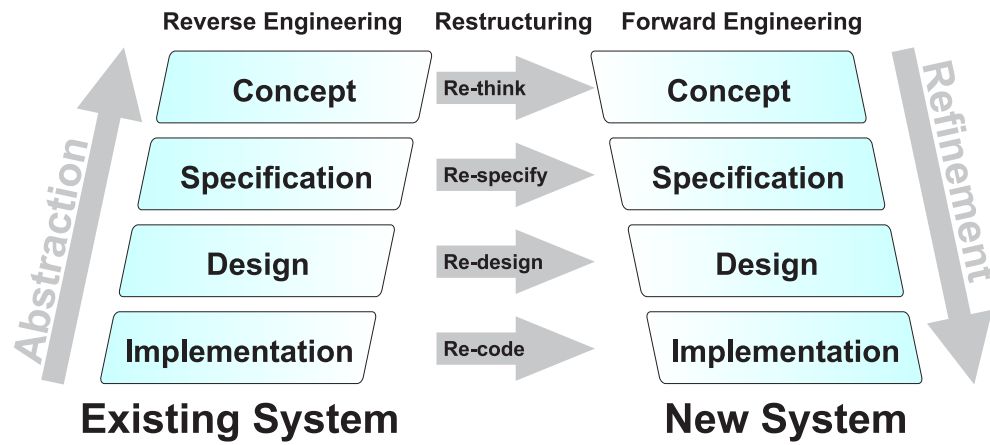 Reverse Engineering Restructuring Forward Engineering
Abstraction
Concept Re-think Concept
Specification Re-specify Specification
Design Re-design Design
Implementation Re-code Implementation
Refinement
Existing System New System